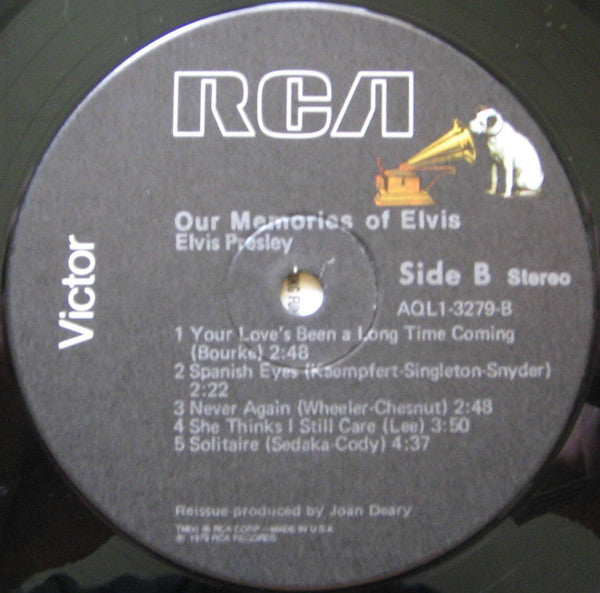 RCA
Our Memories of Elvis
Elvis Presley
Victor
Side B Stereo
AQL1-3279-B
1 Your Love's Been a Long Time Coming
(Bourke) 2:48
2 Spanish Eyes (Kaempfert-Singleton-Snyder)
2:22
3 Never Again (Wheeler-Chesnut) 2:48
4 She Thinks I Still Care (Lee) 3:50
5 Solitaire (Sedaka-Cody) 4:37
Reissue produced by Joan Deary
TM(s) ® RCA CORP.—MADE IN U.S.A.
℗ 1979 RCA RECORDS